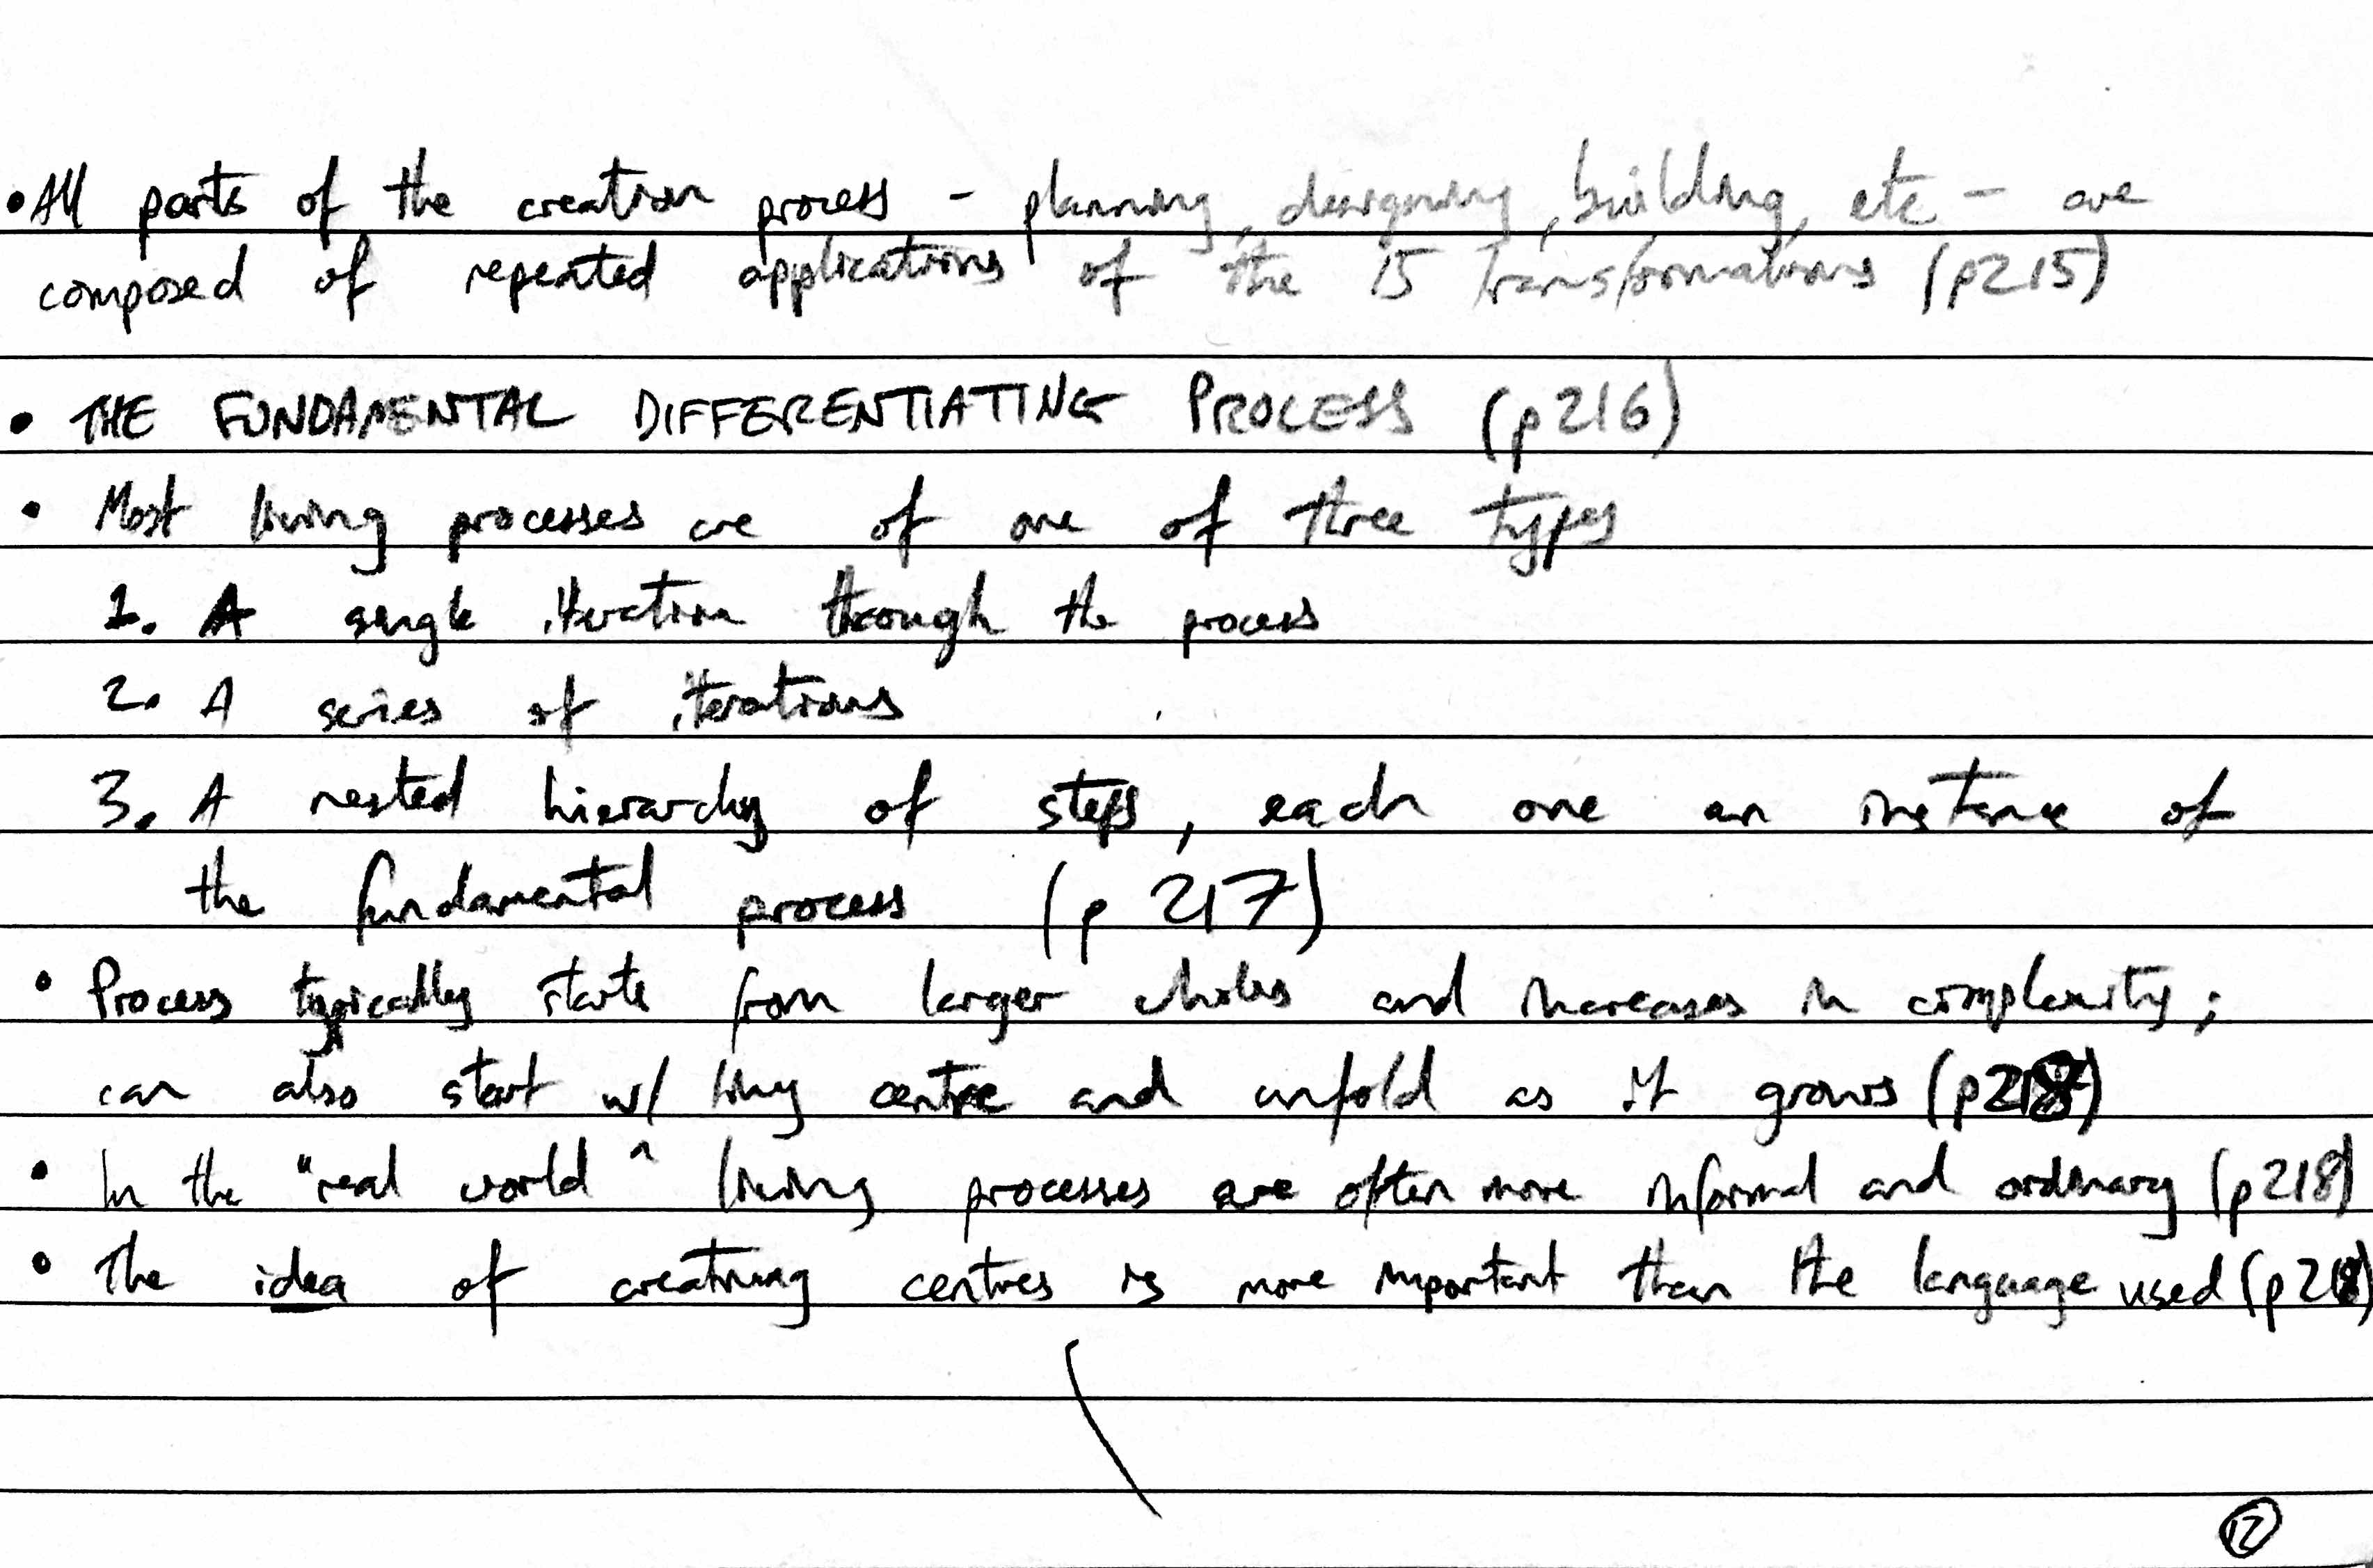 • All parts of the creation process - planning, designing, building, etc - are
composed of repeated applications of the 15 transformations (p215)
• THE FUNDAMENTAL DIFFERENTIATING PROCESS (p216)
• Most living processes are of one of three types
1. A single iteration through the process
2. A series of iterations
3. A nested hierarchy of steps, each one an instance of
the fundamental process (p 217)
• Process typically starts from larger wholes and increases in complexity;
can also start w/ tiny centre and unfold as it grows (p218)
• In the "real world" living processes are often more informal and ordinary (p218)
• The idea of creating centres is more important than the language used (p218)
12